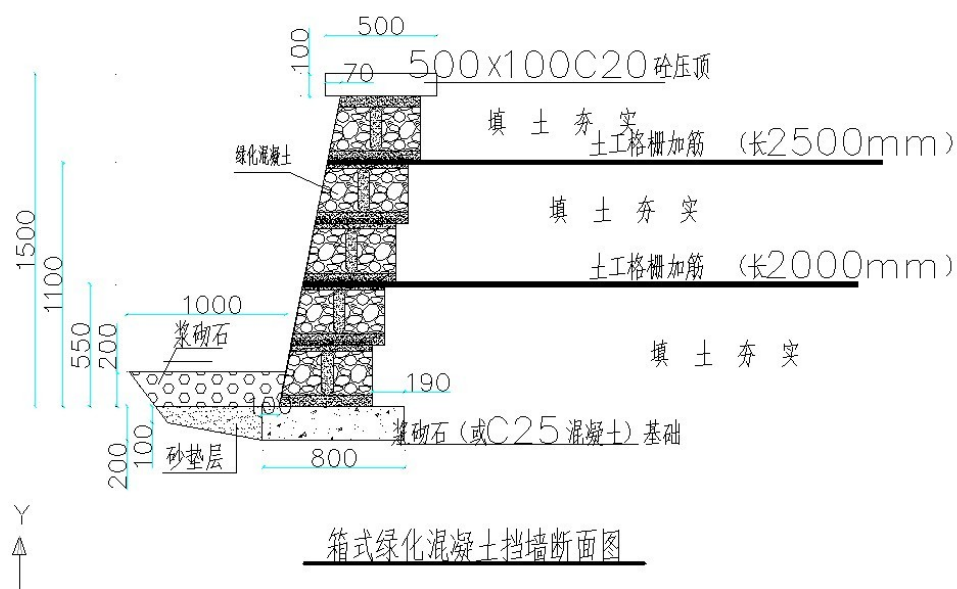 500
100
70
500x100C20砼压顶
填土夯实
土工格栅加筋 (长2500mm)
绿化混凝土
填土夯实
1500
1100
土工格栅加筋 (长2000mm)
1000
550
200
浆砌石
填土夯实
190
100
浆砌石(或C25混凝土)基础
200
100
砂垫层
800
Y
箱式绿化混凝土挡墙断面图